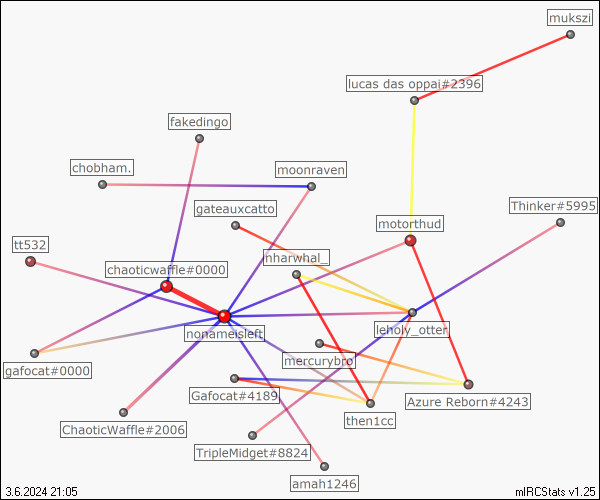 mukszi
lucas das oppai#2396
fakedingo
chobham.
moonraven
gateauxcatto
Thinker#5995
motorthud
tt532
nharwhal_
chaoticwaffle#0000
nonameisleft
leholy_otter
mercurybro
gafocat#0000
Gafocat#4189
Azure Reborn#4243
then1cc
ChaoticWaffle#2006
TripleMidget#8824
amah1246
3.6.2024 21:05
mIRCStats v1.25